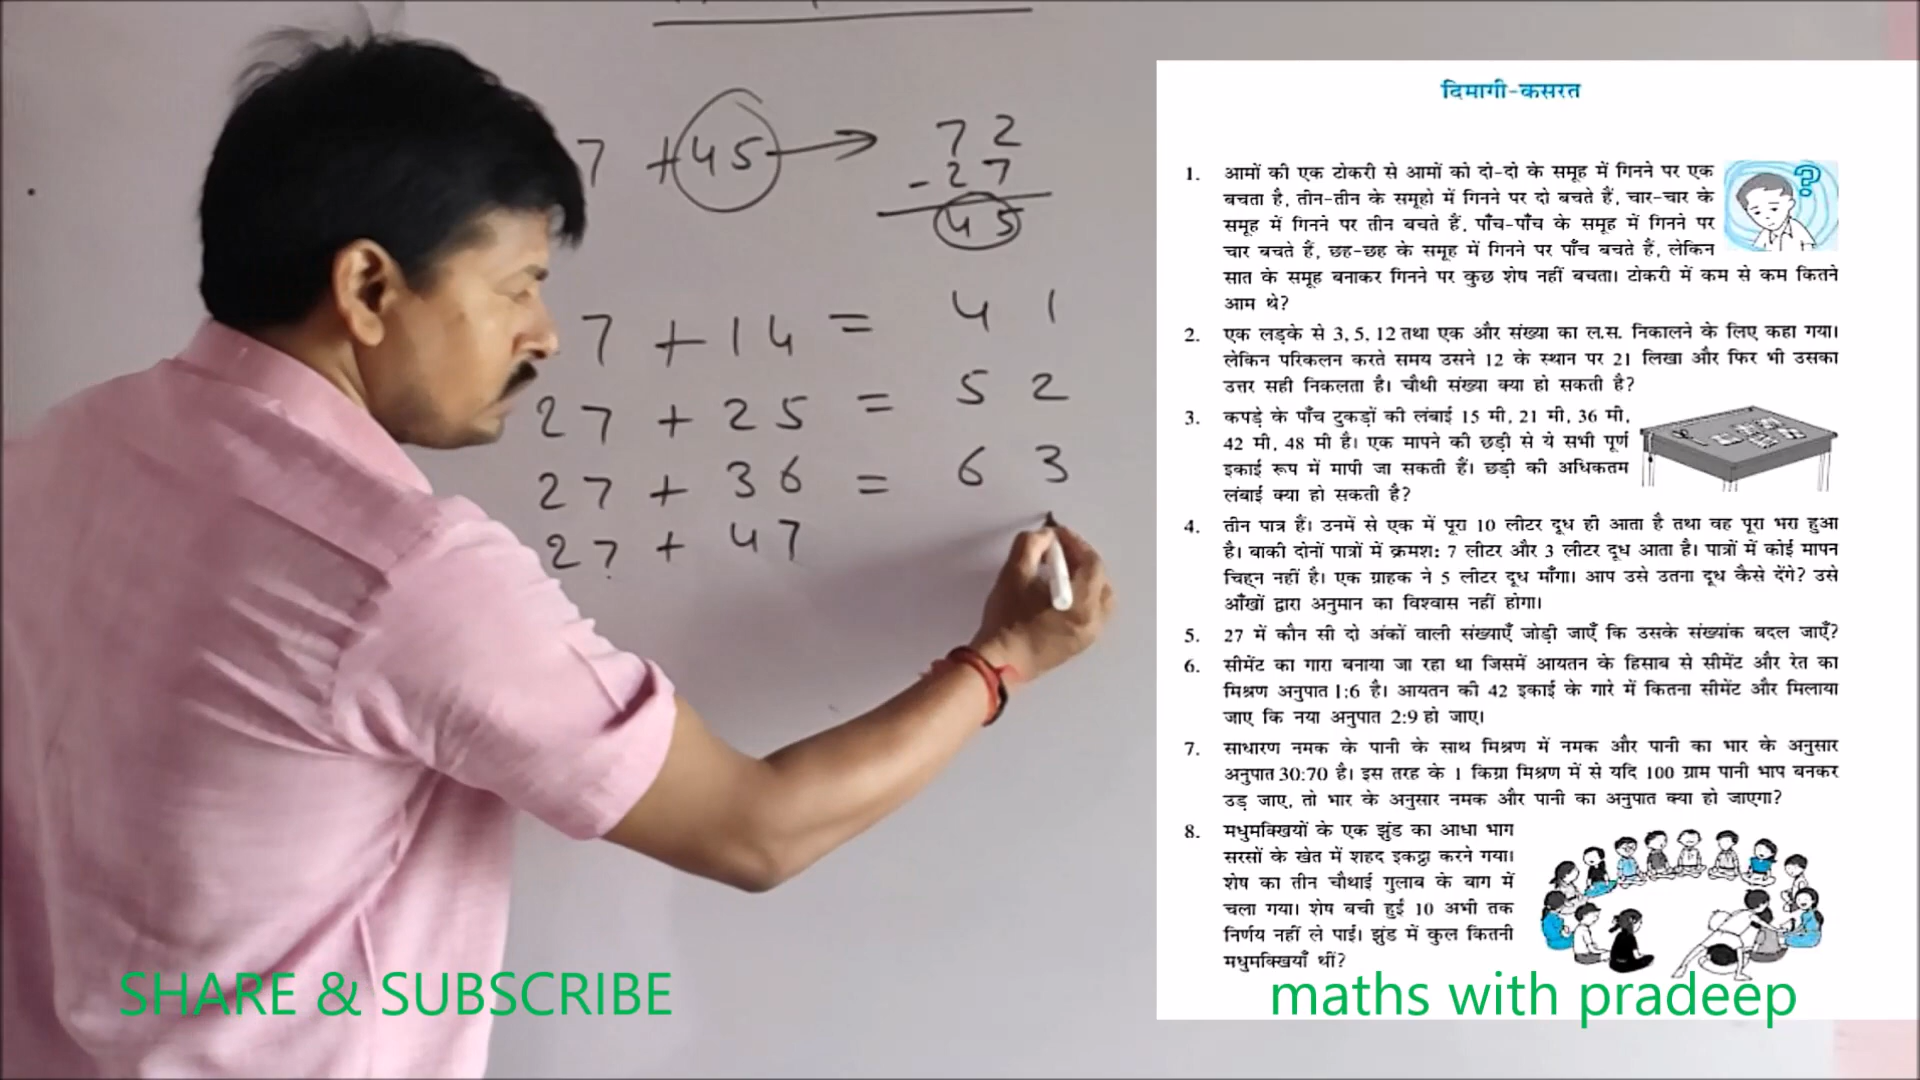 7 + 45 → 72
- 27
45
7 + 14 = 41
27 + 25 = 52
27 + 36 = 63
27 + 47
दिमागी-कसरत
1. आमों की एक टोकरी से आमों को दो-दो के समूह में गिनने पर एक
बचता है, तीन-तीन के समूहो में गिनने पर दो बचते हैं, चार-चार के
समूह में गिनने पर तीन बचते हैं, पाँच-पाँच के समूह में गिनने पर
चार बचते हैं, छह-छह के समूह में गिनने पर पाँच बचते हैं, लेकिन
सात के समूह बनाकर गिनने पर कुछ शेष नहीं बचता। टोकरी में कम से कम कितने
आम थे?
2. एक लड़के से 3, 5, 12 तथा एक और संख्या का ल.स. निकालने के लिए कहा गया।
लेकिन परिकलन करते समय उसने 12 के स्थान पर 21 लिखा और फिर भी उसका
उत्तर सही निकलता है। चौथी संख्या क्या हो सकती है?
3. कपड़े के पाँच टुकड़ों की लंबाई 15 मी, 21 मी, 36 मी,
42 मी, 48 मी है। एक मापने की छड़ी से ये सभी पूर्ण
इकाई रूप में मापी जा सकती हैं। छड़ी की अधिकतम
लंबाई क्या हो सकती है?
4. तीन पात्र हैं। उनमें से एक में पूरा 10 लीटर दूध ही आता है तथा वह पूरा भरा हुआ
है। बाकी दोनों पात्रों में क्रमश: 7 लीटर और 3 लीटर दूध आता है। पात्रों में कोई मापन
चिह्न नहीं है। एक ग्राहक ने 5 लीटर दूध माँगा। आप उसे उतना दूध कैसे देंगे? उसे
आँखों द्वारा अनुमान का विश्वास नहीं होगा।
5. 27 में कौन सी दो अंकों वाली संख्याएँ जोड़ी जाएँ कि उसके संख्यांक बदल जाएँ?
6. सीमेंट का गारा बनाया जा रहा था जिसमें आयतन के हिसाब से सीमेंट और रेत का
मिश्रण अनुपात 1:6 है। आयतन की 42 इकाई के गारे में कितना सीमेंट और मिलाया
जाए कि नया अनुपात 2:9 हो जाए।
7. साधारण नमक के पानी के साथ मिश्रण में नमक और पानी का भार के अनुसार
अनुपात 30:70 है। इस तरह के 1 किग्रा मिश्रण में से यदि 100 ग्राम पानी भाप बनकर
उड़ जाए, तो भार के अनुसार नमक और पानी का अनुपात क्या हो जाएगा?
8. मधुमक्खियों के एक झुंड का आधा भाग
सरसों के खेत में शहद इकट्ठा करने गया।
शेष का तीन चौथाई गुलाब के बाग में
चला गया। शेष बची हुई 10 अभी तक
निर्णय नहीं ले पाई। झुंड में कुल कितनी
मधुमक्खियाँ थीं?
SHARE & SUBSCRIBE
maths with pradeep